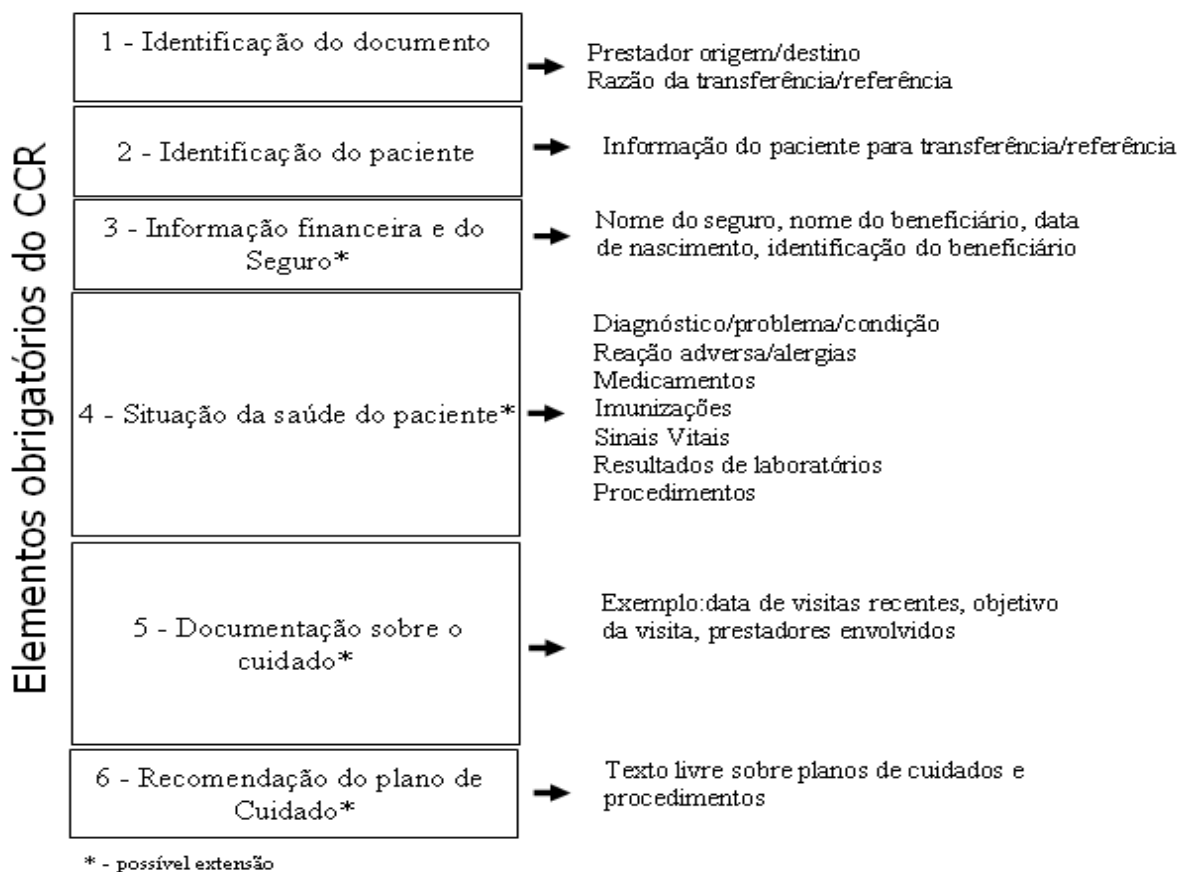 Elementos obrigatórios do CCR
1 - Identificação do documento
Prestador origem/destino
Razão da transferência/referência
2 - Identificação do paciente
Informação do paciente para transferência/referência
3 - Informação financeira e do
Seguro*
Nome do seguro, nome do beneficiário, data
de nascimento, identificação do beneficiário
4 - Situação da saúde do paciente*
Diagnóstico/problema/condição
Reação adversa/alergias
Medicamentos
Imunizações
Sinais Vitais
Resultados de laboratórios
Procedimentos
5 - Documentação sobre o
cuidado*
Exemplo:data de visitas recentes, objetivo
da visita, prestadores envolvidos
6 - Recomendação do plano de
Cuidado*
Texto livre sobre planos de cuidados e
procedimentos
* - possível extensão